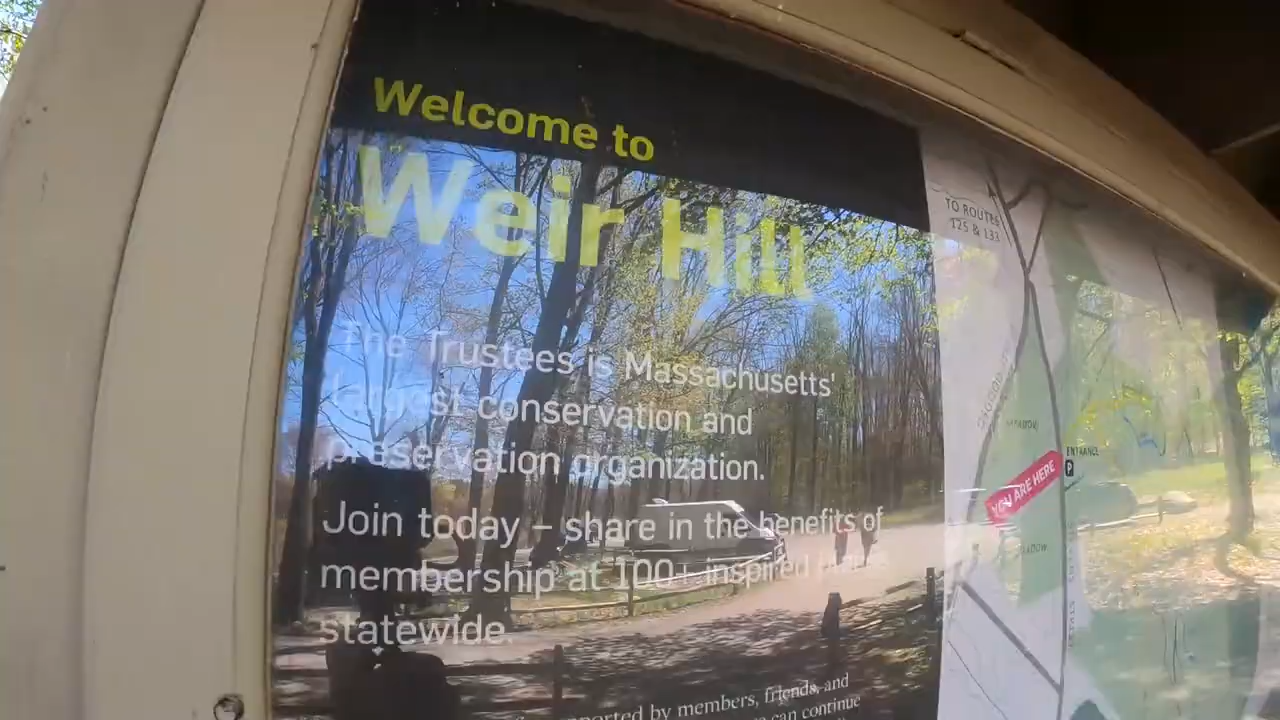 Welcome to
Weir Hill
The Trustees is Massachusetts'
largest conservation and
preservation organization.
Join today – share in the benefits of
membership at 100+ inspired places
statewide.
supported by members, friends, and
can continue
TO ROUTES
125 & 133
MEADOW
ENTRANCE
P
YOU ARE HERE